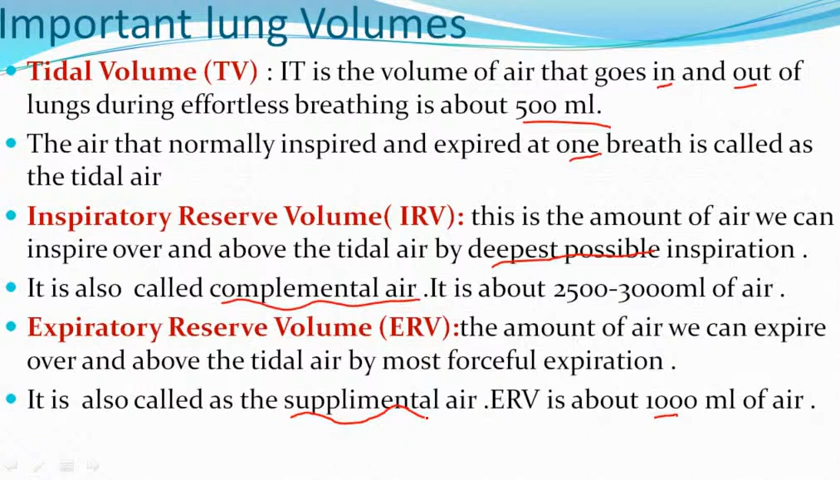 Important lung Volumes
• Tidal Volume (TV) : IT is the volume of air that goes in and out of
lungs during effortless breathing is about 500 ml.
• The air that normally inspired and expired at one breath is called as
the tidal air
• Inspiratory Reserve Volume( IRV): this is the amount of air we can
inspire over and above the tidal air by deepest possible inspiration .
• It is also called complemental air .It is about 2500-3000ml of air .
• Expiratory Reserve Volume (ERV):the amount of air we can expire
over and above the tidal air by most forceful expiration .
• It is also called as the supplimental air .ERV is about 1000 ml of air .